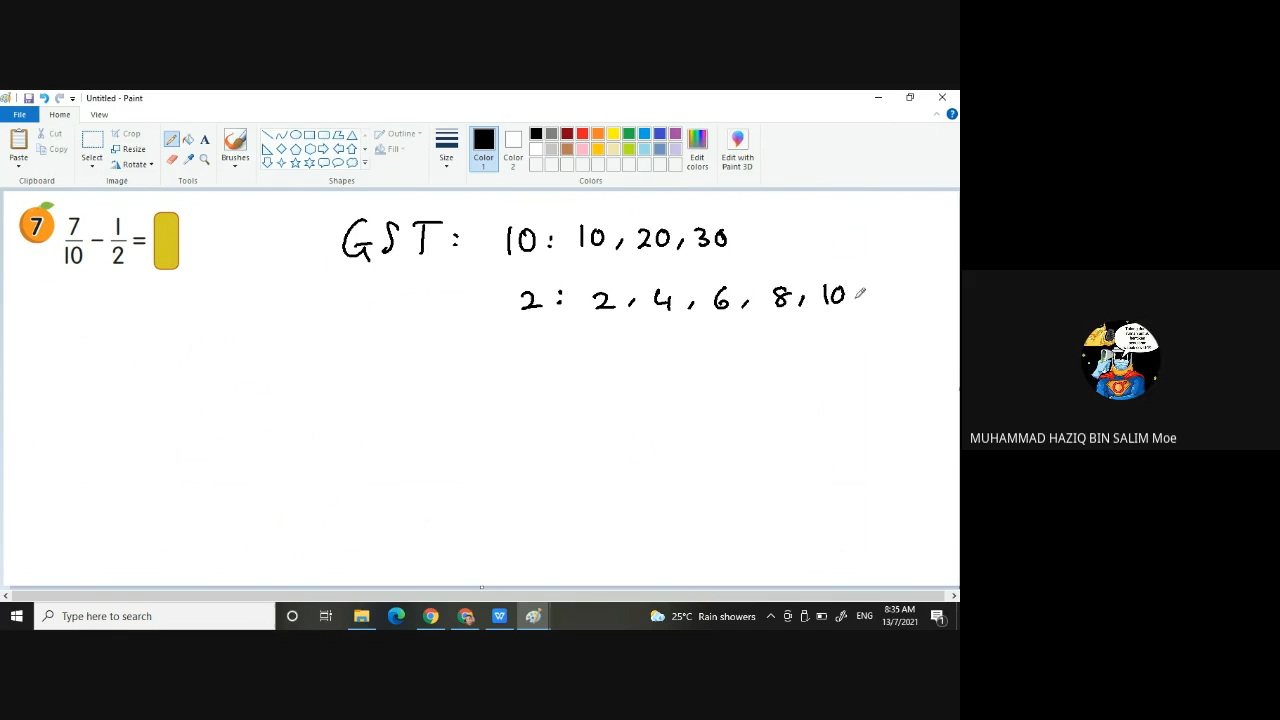 Untitled - Paint
File Home View
Paste
Cut
Copy
Clipboard
Select
Crop
Resize
Rotate
Image
A
Tools
Brushes
Outline
Fill
Shapes
Size
Color 1
Color 2
Edit colors
Colors
Edit with Paint 3D
7 7/10 - 1/2 =
GST: 10: 10, 20, 30
2: 2, 4, 6, 8, 10
MUHAMMAD HAZIQ BIN SALIM Moe
Type here to search
25°C Rain showers
ENG
8:35 AM
13/7/2021